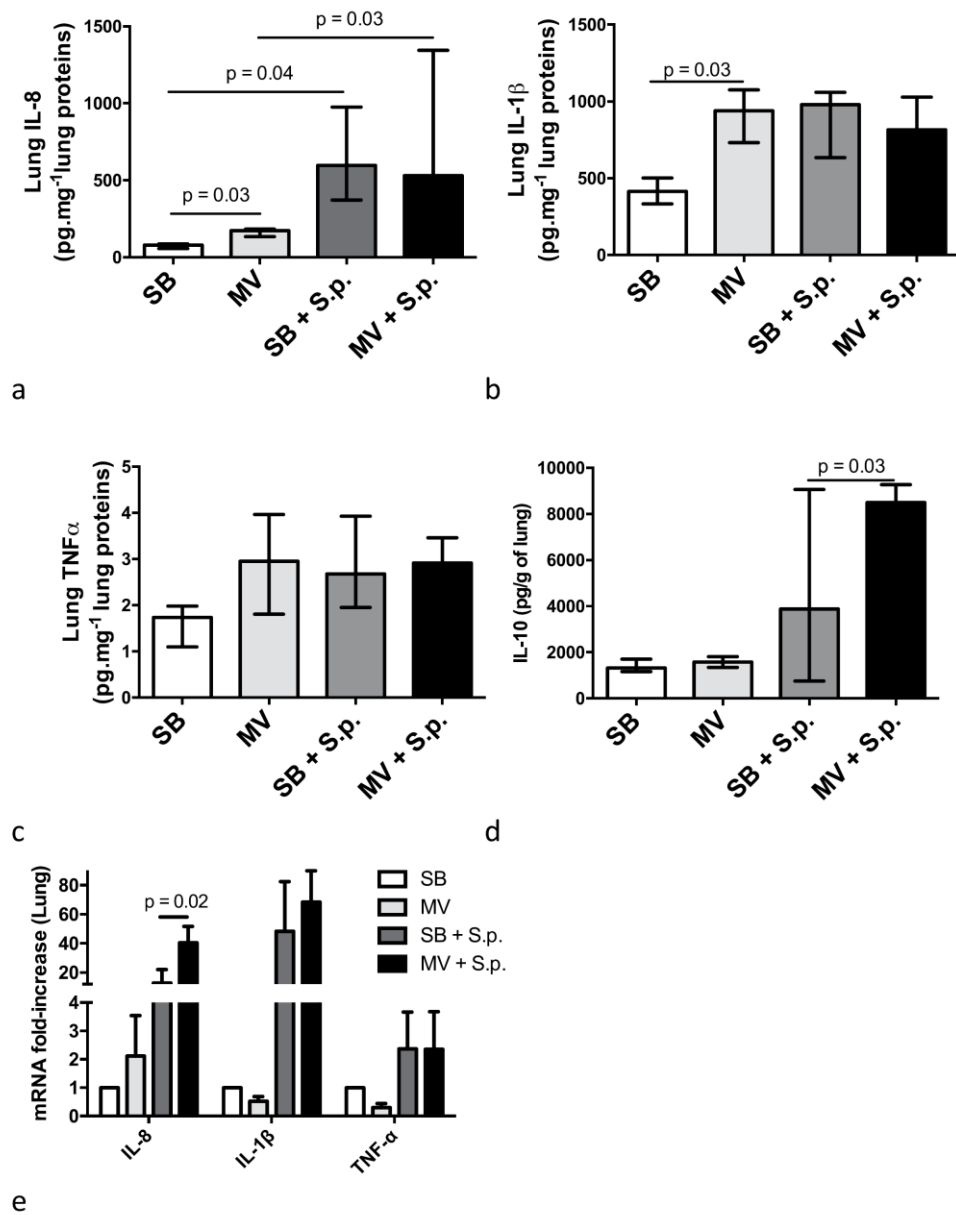 Lung IL-8
(pg.mg⁻¹lung proteins)
1500
1000
500
0
p = 0.03
p = 0.04
p = 0.03
SB
MV
SB + S.p.
MV + S.p.
a
Lung IL-1β
(pg.mg⁻¹ lung proteins)
1500
1000
500
0
p = 0.03
SB
MV
SB + S.p.
MV + S.p.
b
Lung TNFα
(pg.mg⁻¹ lung proteins)
5
4
3
2
1
0
SB
MV
SB + S.p.
MV + S.p.
c
IL-10 (pg/g of lung)
10000
8000
6000
4000
2000
0
p = 0.03
SB
MV
SB + S.p.
MV + S.p.
d
mRNA fold-increase (Lung)
80
60
40
20
4
3
2
1
0
p = 0.02
SB
MV
SB + S.p.
MV + S.p.
IL-8
IL-1β
TNF-α
e